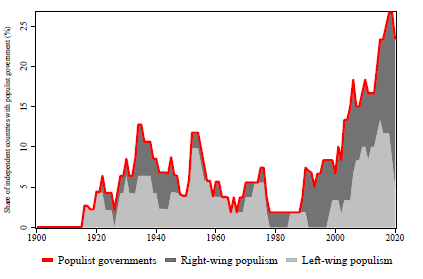 Share of independent countries with populist government (%)
25
20
15
10
5
0
1900 1920 1940 1960 1980 2000 2020
Populist governments Right-wing populism Left-wing populism